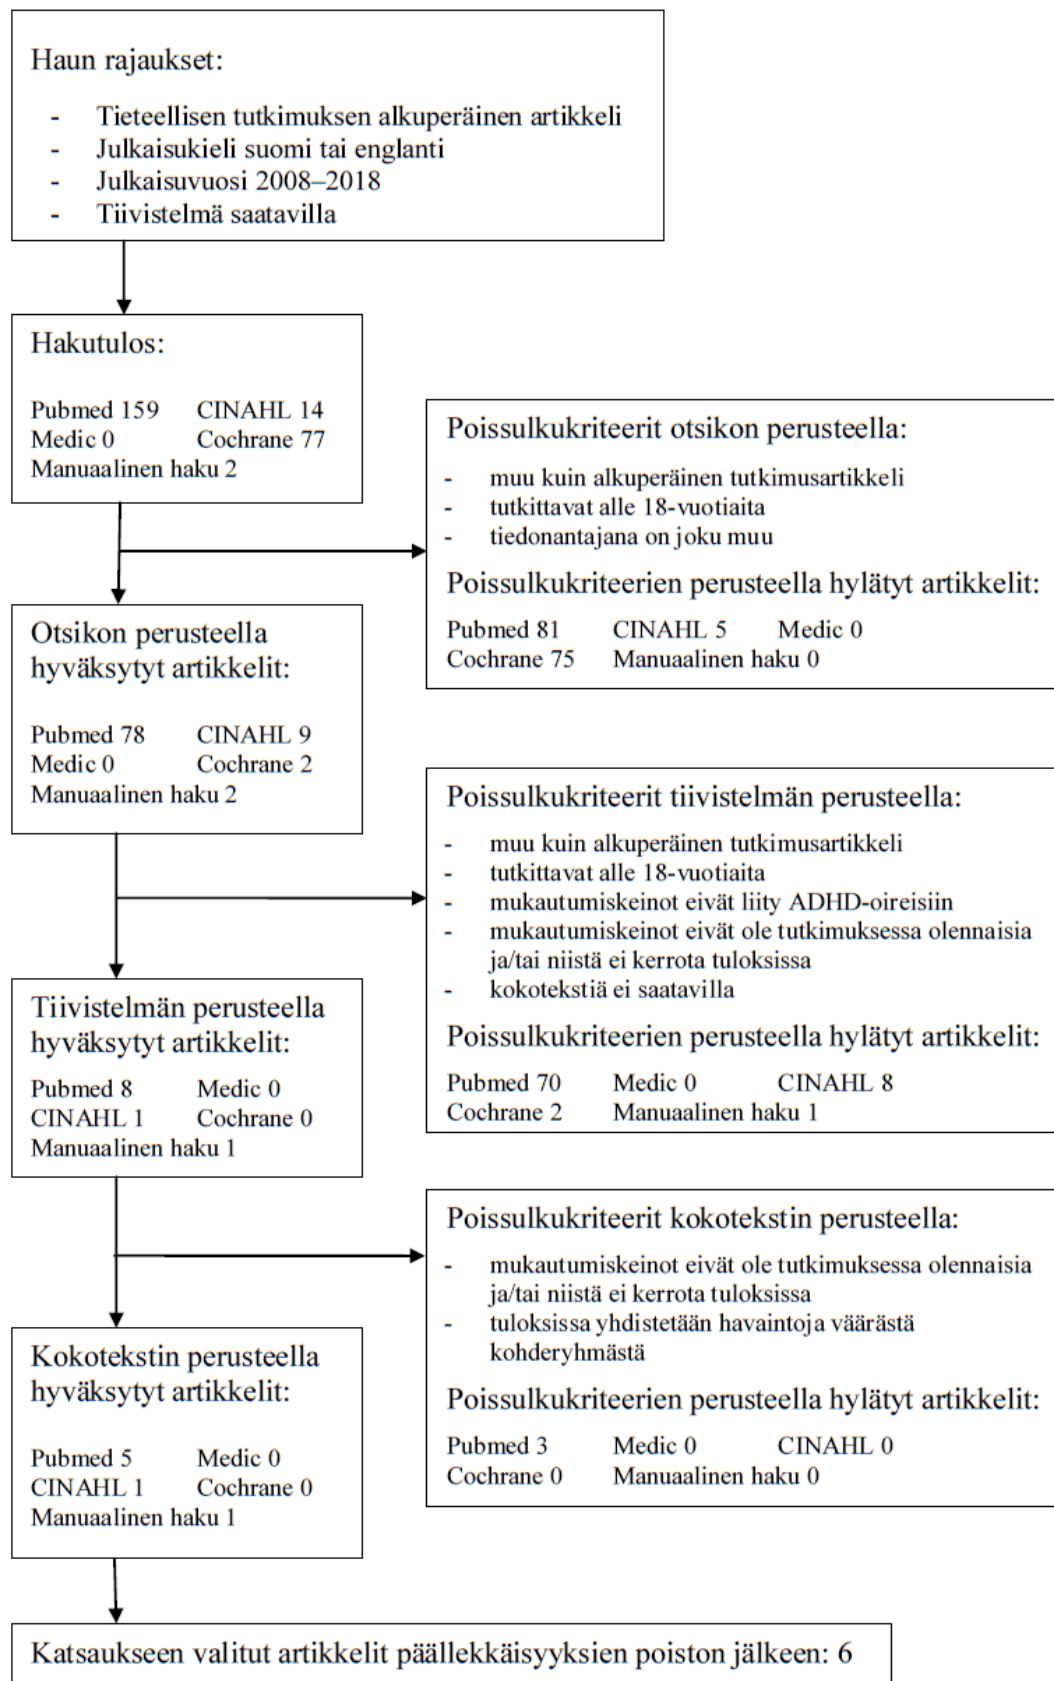 Haun rajaukset:
- Tieteellisen tutkimuksen alkuperäinen artikkeli
- Julkaisukieli suomi tai englanti
- Julkaisuvuosi 2008–2018
- Tiivistelmä saatavilla
Hakutulos:
Pubmed 159 CINAHL 14
Medic 0 Cochrane 77
Manuaalinen haku 2
Poissulkukriteerit otsikon perusteella:
- muu kuin alkuperäinen tutkimusartikkeli
- tutkittavat alle 18-vuotiaita
- tiedonantajana on joku muu
Poissulkukriteerien perusteella hylätyt artikkelit:
Pubmed 81 CINAHL 5 Medic 0
Cochrane 75 Manuaalinen haku 0
Otsikon perusteella
hyväksytyt artikkelit:
Pubmed 78 CINAHL 9
Medic 0 Cochrane 2
Manuaalinen haku 2
Poissulkukriteerit tiivistelmän perusteella:
- muu kuin alkuperäinen tutkimusartikkeli
- tutkittavat alle 18-vuotiaita
- mukautumiskeinot eivät liity ADHD-oireisiin
- mukautumiskeinot eivät ole tutkimuksessa olennaisia
ja/tai niistä ei kerrota tuloksissa
- kokotekstiä ei saatavilla
Poissulkukriteerien perusteella hylätyt artikkelit:
Pubmed 70 Medic 0 CINAHL 8
Cochrane 2 Manuaalinen haku 1
Tiivistelmän perusteella
hyväksytyt artikkelit:
Pubmed 8 Medic 0
CINAHL 1 Cochrane 0
Manuaalinen haku 1
Poissulkukriteerit kokotekstin perusteella:
- mukautumiskeinot eivät ole tutkimuksessa olennaisia
ja/tai niistä ei kerrota tuloksissa
- tuloksissa yhdistetään havaintoja väärästä
kohderyhmästä
Poissulkukriteerien perusteella hylätyt artikkelit:
Pubmed 3 Medic 0 CINAHL 0
Cochrane 0 Manuaalinen haku 0
Kokotekstin perusteella
hyväksytyt artikkelit:
Pubmed 5 Medic 0
CINAHL 1 Cochrane 0
Manuaalinen haku 1
Katsaukseen valitut artikkelit päällekkäisyyksien poiston jälkeen: 6